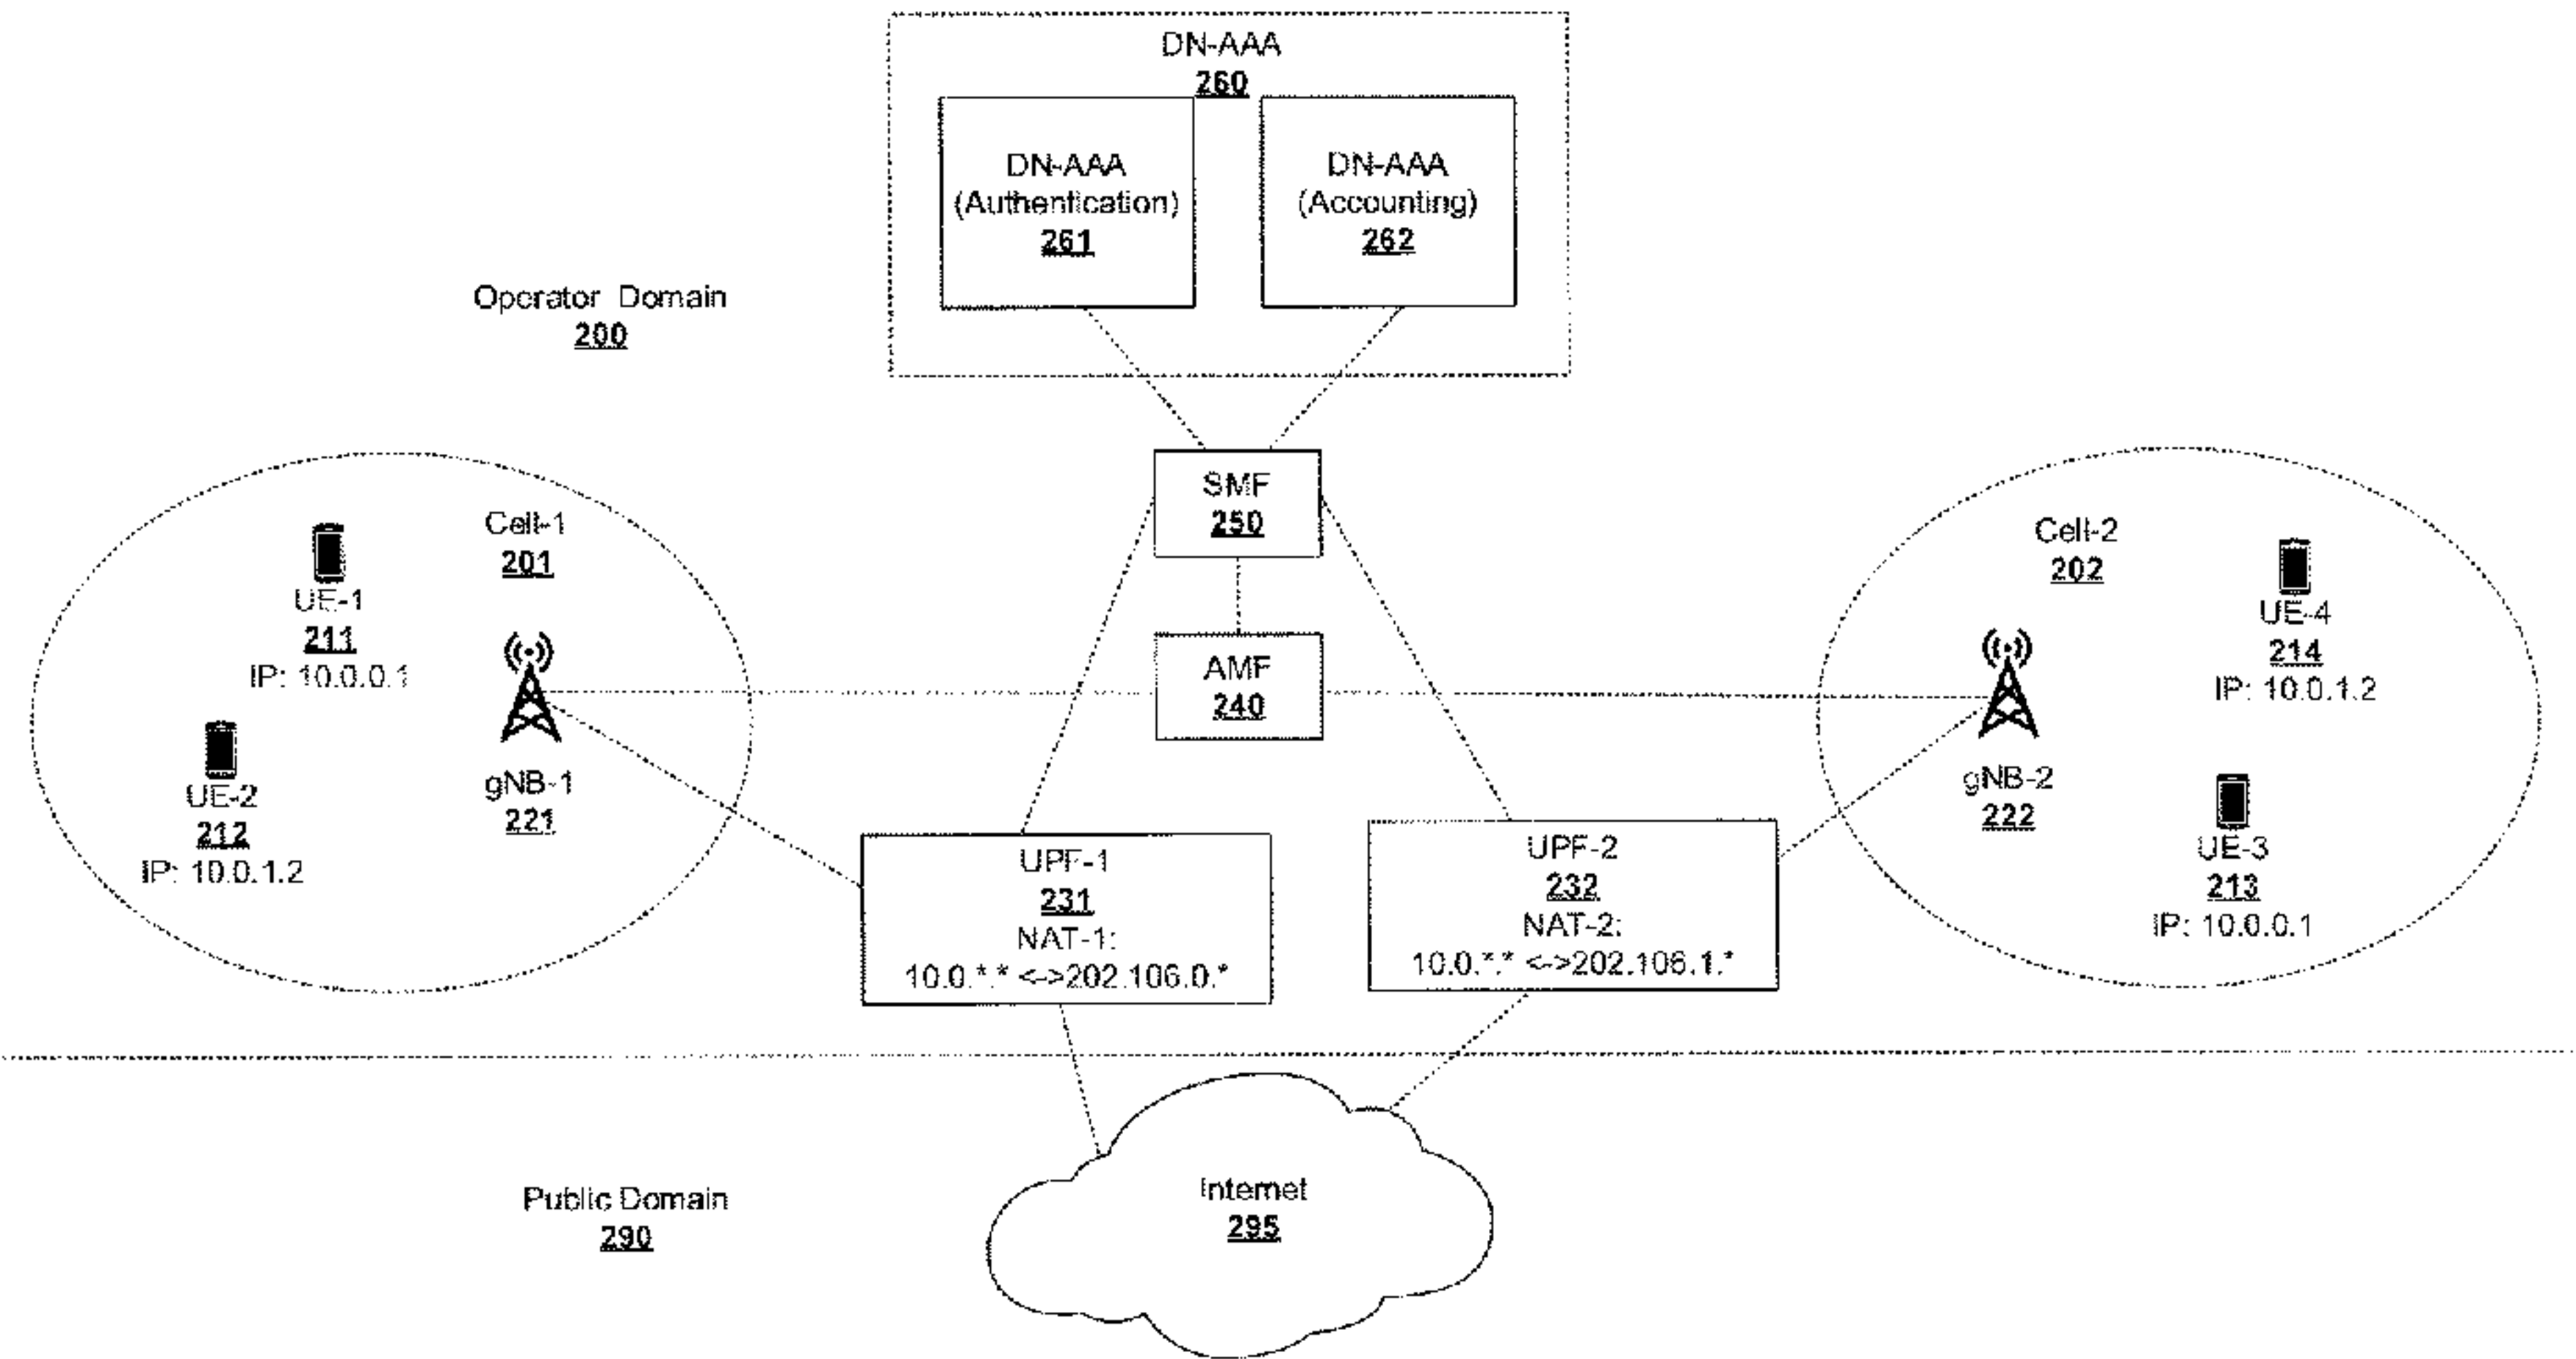 DN-AAA
260
DN-AAA
(Authentication)
261
DN-AAA
(Accounting)
262
Operator Domain
200
SMF
250
Cell-1
201
UE-1
211
IP: 10.0.0.1
UE-2
212
IP: 10.0.1.2
gNB-1
221
AMF
240
Cell-2
202
UE-4
214
IP: 10.0.1.2
gNB-2
222
UE-3
213
IP: 10.0.0.1
UPF-1
231
NAT-1:
10.0.*.* <->202.106.0.*
UPF-2
232
NAT-2:
10.0.*.* <->202.106.1.*
Public Domain
290
Internet
295